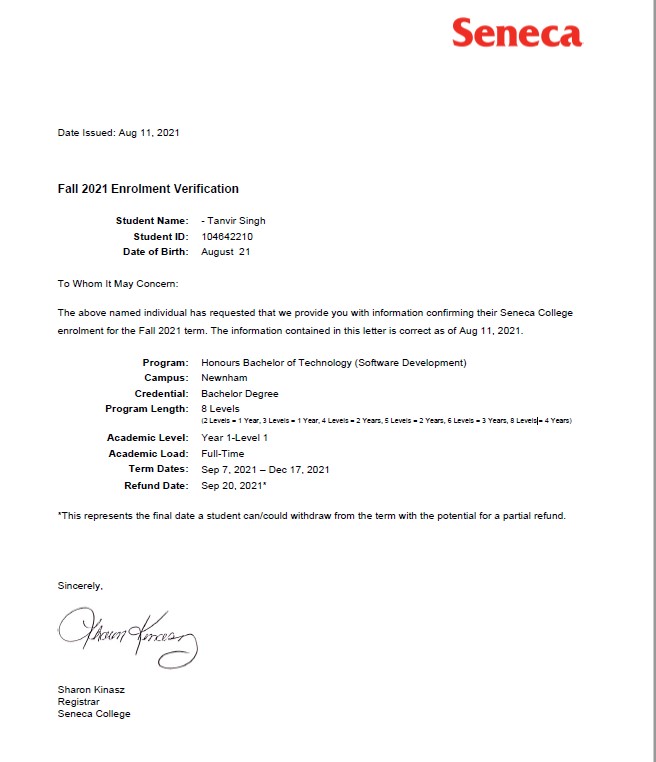 Seneca
Date Issued: Aug 11, 2021
Fall 2021 Enrolment Verification
Student Name: - Tanvir Singh
Student ID: 104642210
Date of Birth: August 21
To Whom It May Concern:
The above named individual has requested that we provide you with information confirming their Seneca College
enrolment for the Fall 2021 term. The information contained in this letter is correct as of Aug 11, 2021.
Program: Honours Bachelor of Technology (Software Development)
Campus: Newnham
Credential: Bachelor Degree
Program Length: 8 Levels
(2 Levels = 1 Year, 3 Levels = 1 Year, 4 Levels = 2 Years, 5 Levels = 2 Years, 6 Levels = 3 Years, 8 Levels = 4 Years)
Academic Level: Year 1-Level 1
Academic Load: Full-Time
Term Dates: Sep 7, 2021 – Dec 17, 2021
Refund Date: Sep 20, 2021*
*This represents the final date a student can/could withdraw from the term with the potential for a partial refund.
Sincerely,
Sharon Kinasz
Sharon Kinasz
Registrar
Seneca College